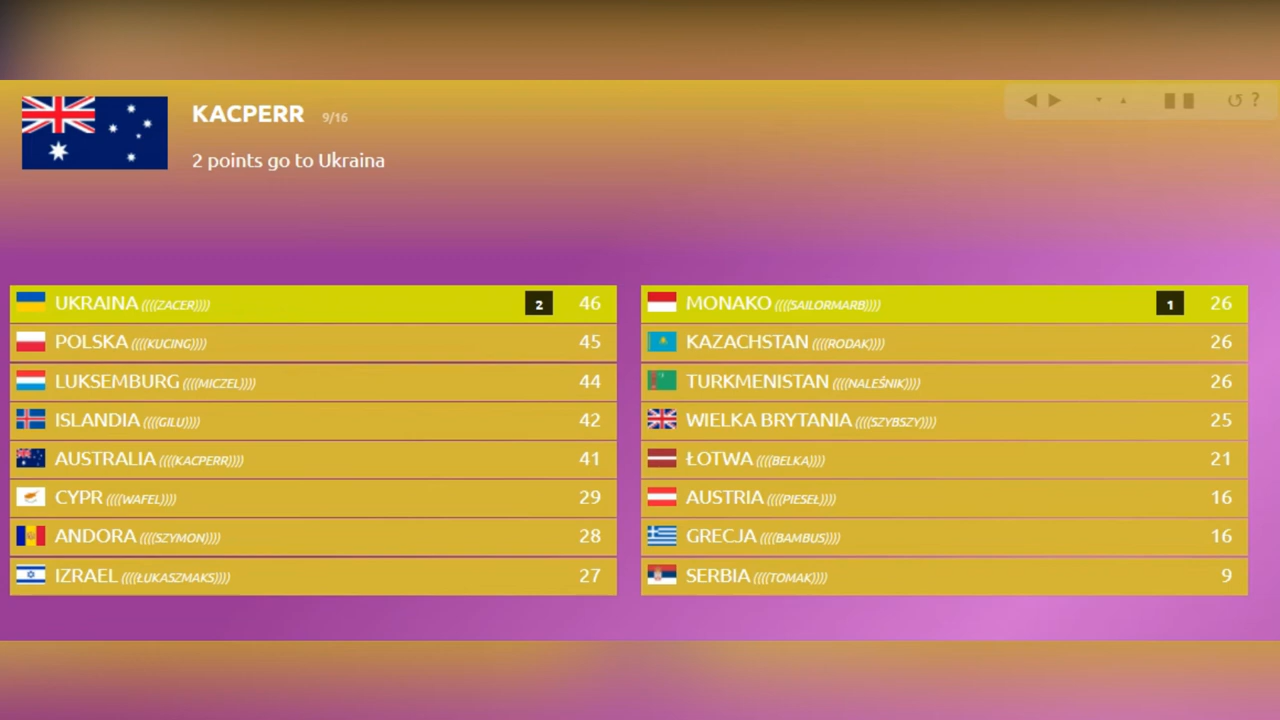 KACPERR 9/16
2 points go to Ukraina
UKRAINA ((((ZACER)))) 2 46
POLSKA ((((KUCING)))) 45
LUKSEMBURG ((((MICZEL)))) 44
ISLANDIA ((((GILU)))) 42
AUSTRALIA ((((KACPERR)))) 41
CYPR ((((WAFEL)))) 29
ANDORA ((((SZYMON)))) 28
IZRAEL ((((ŁUKASZMAKS)))) 27
MONAKO ((((SAILORMARB)))) 1 26
KAZACHSTAN ((((RODAK)))) 26
TURKMENISTAN ((((NALEŚNIK)))) 26
WIELKA BRYTANIA ((((SZYBSZY)))) 25
ŁOTWA ((((BELKA)))) 21
AUSTRIA ((((PIESEŁ)))) 16
GRECJA ((((BAMBUS)))) 16
SERBIA ((((TOMAK)))) 9